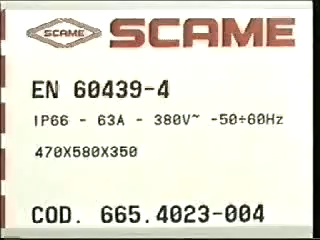 SCAME SCAME
EN 60439-4
IP66 - 63A - 380V~ -50÷60Hz
470X580X350
COD. 665.4023-004